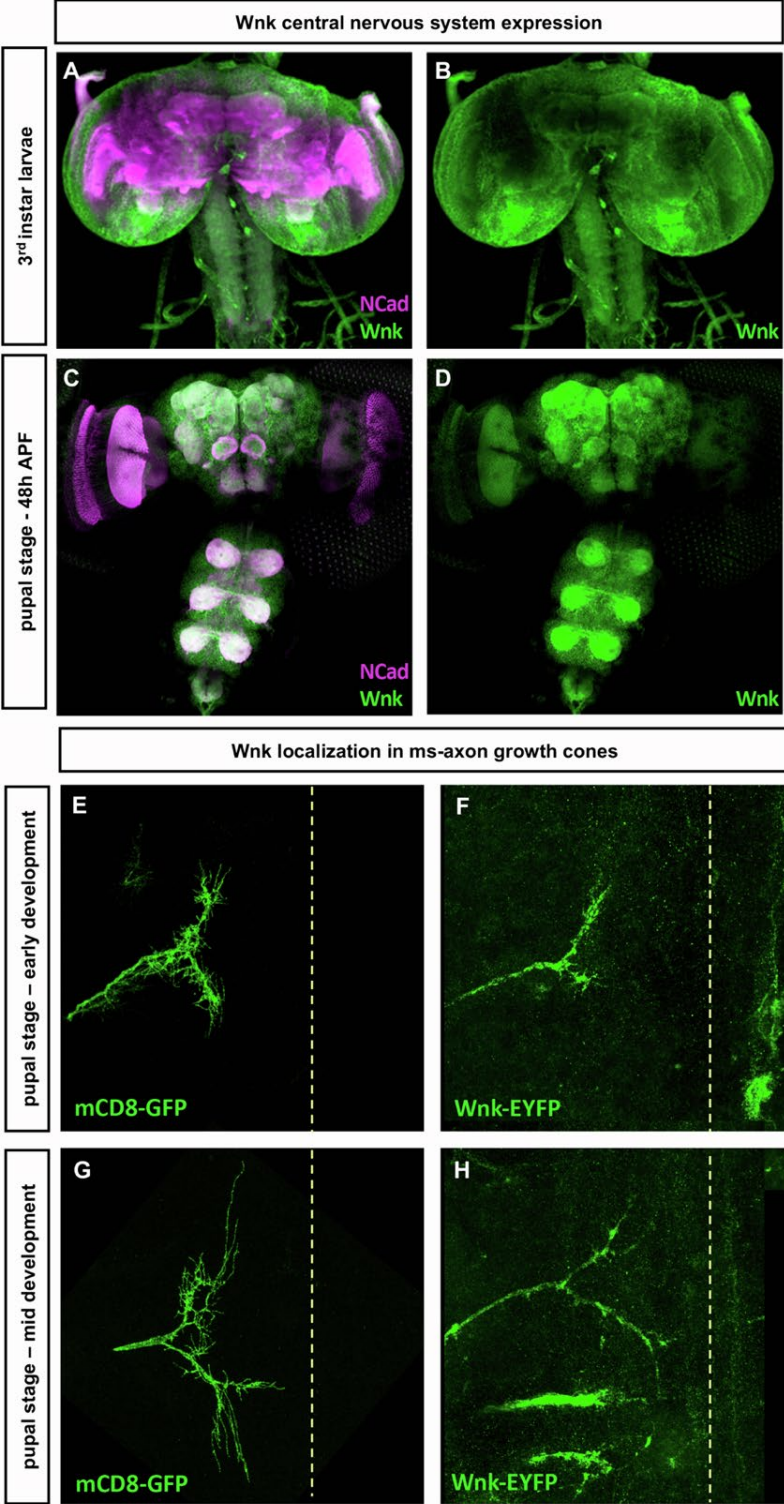 Wnk central nervous system expression
3rd instar larvae
A
NCad
Wnk
B
Wnk
pupal stage - 48h APF
C
NCad
Wnk
D
Wnk
Wnk localization in ms-axon growth cones
pupal stage – early development
E
mCD8-GFP
F
Wnk-EYFP
pupal stage – mid development
G
mCD8-GFP
H
Wnk-EYFP